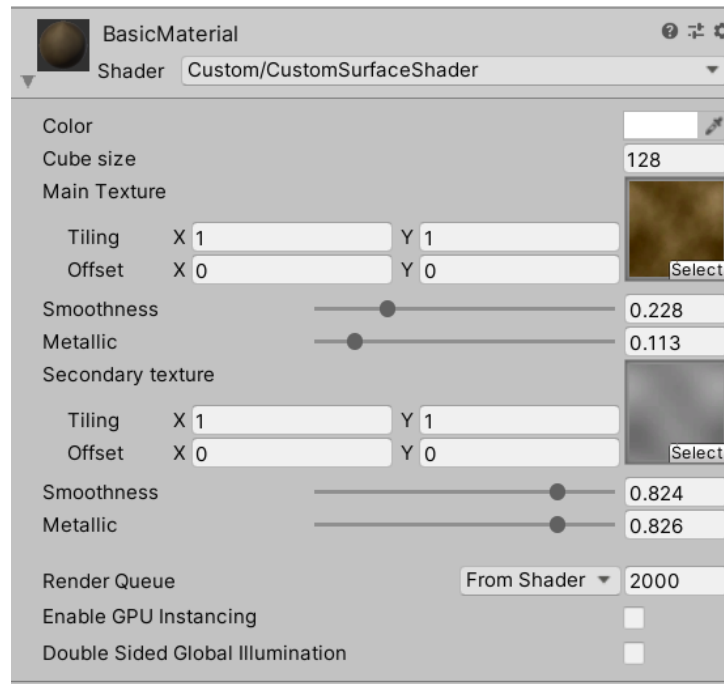 BasicMaterial
Shader Custom/CustomSurfaceShader
Color
Cube size 128
Main Texture
Tiling X 1 Y 1
Offset X 0 Y 0
Select
Smoothness 0.228
Metallic 0.113
Secondary texture
Tiling X 1 Y 1
Offset X 0 Y 0
Select
Smoothness 0.824
Metallic 0.826
Render Queue From Shader 2000
Enable GPU Instancing
Double Sided Global Illumination